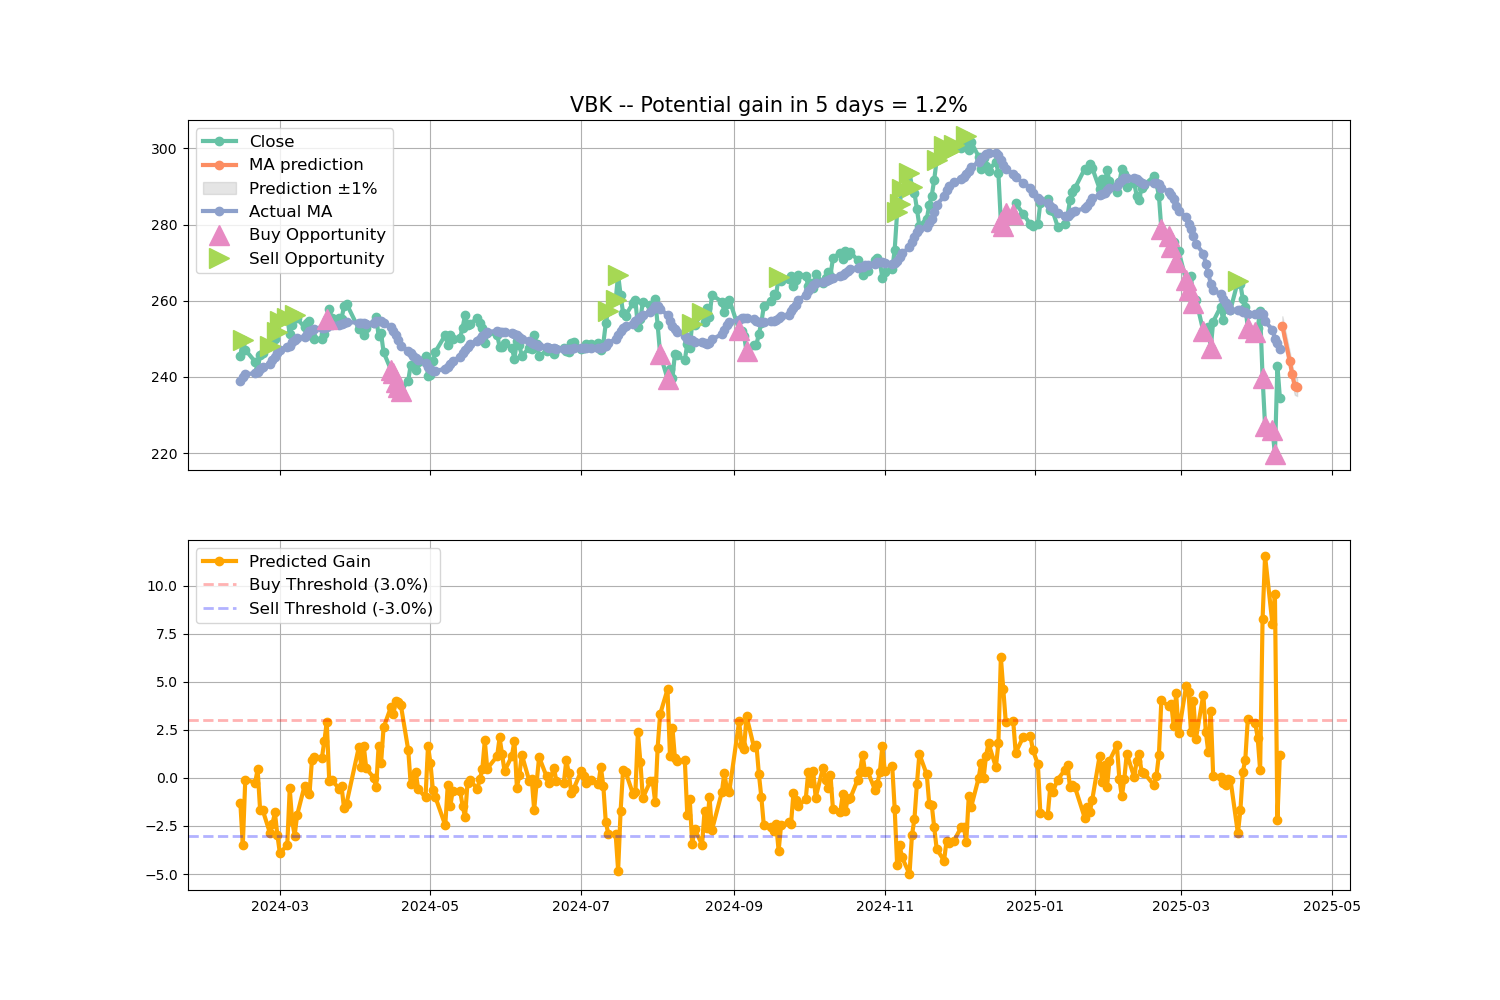 VBK -- Potential gain in 5 days = 1.2%
Close
MA prediction
Prediction ±1%
Actual MA
Buy Opportunity
Sell Opportunity
300
280
260
240
220
Predicted Gain
Buy Threshold (3.0%)
Sell Threshold (-3.0%)
10.0
7.5
5.0
2.5
0.0
−2.5
−5.0
2024-03 2024-05 2024-07 2024-09 2024-11 2025-01 2025-03 2025-05